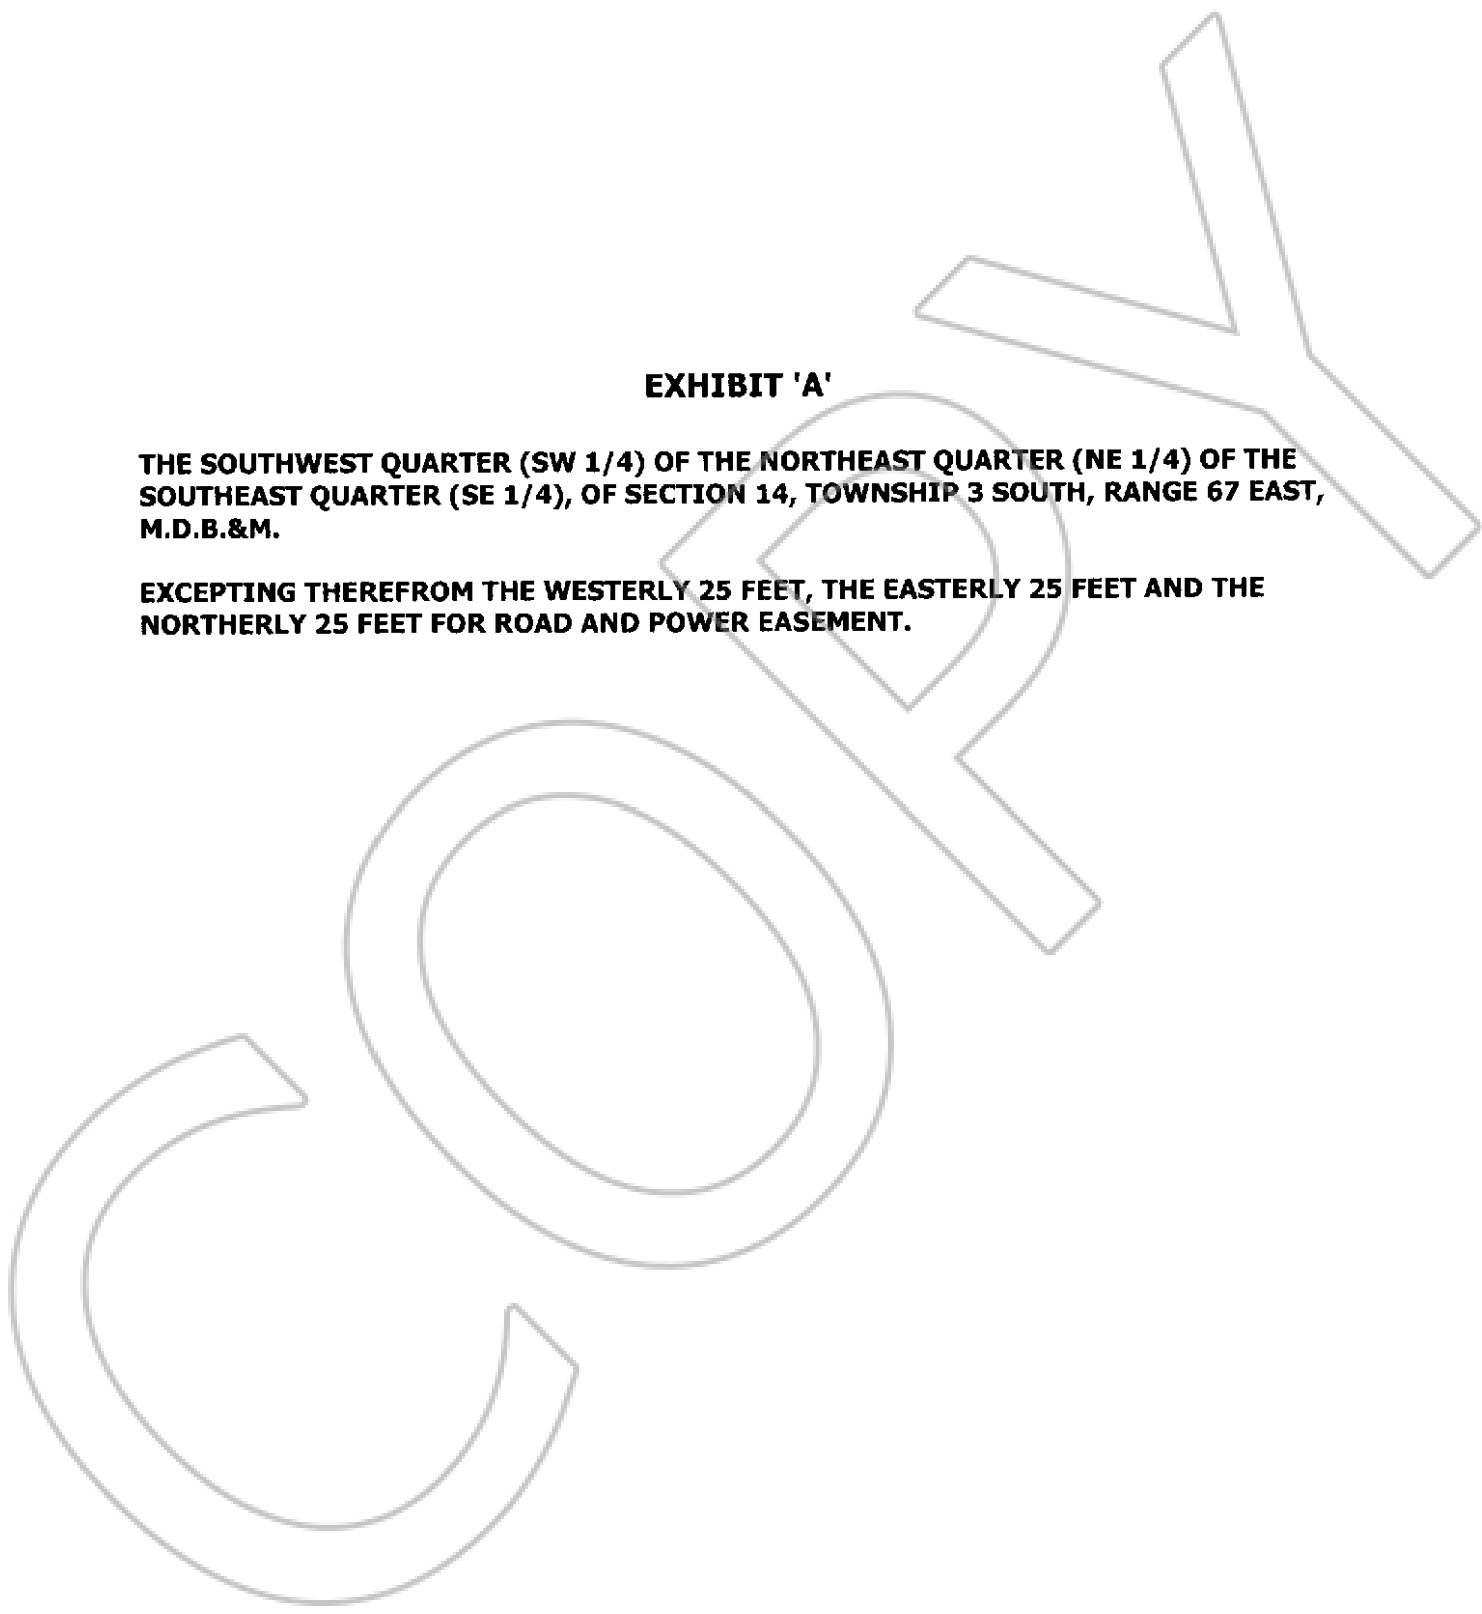 EXHIBIT 'A'
THE SOUTHWEST QUARTER (SW 1/4) OF THE NORTHEAST QUARTER (NE 1/4) OF THE
SOUTHEAST QUARTER (SE 1/4), OF SECTION 14, TOWNSHIP 3 SOUTH, RANGE 67 EAST,
M.D.B.&M.
EXCEPTING THEREFROM THE WESTERLY 25 FEET, THE EASTERLY 25 FEET AND THE
NORTHERLY 25 FEET FOR ROAD AND POWER EASEMENT.
COPY